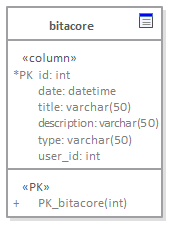 bitacore
«column»
*PK id: int
date: datetime
title: varchar(50)
description: varchar(50)
type: varchar(50)
user_id: int
«PK»
+ PK_bitacore(int)